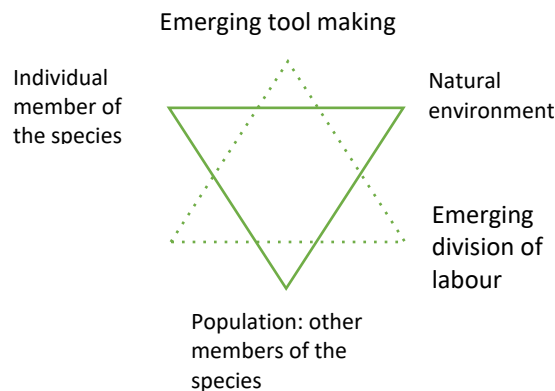 Emerging tool making
Individual
member of
the species
Natural
environment
Emerging
division of
labour
Population: other
members of the
species